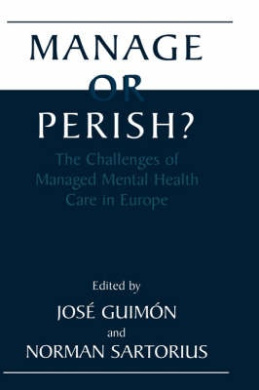 MANAGE
OR
PERISH?
The Challenges of
Managed Mental Health
Care in Europe
Edited by
JOSÉ GUIMÓN
and
NORMAN SARTORIUS